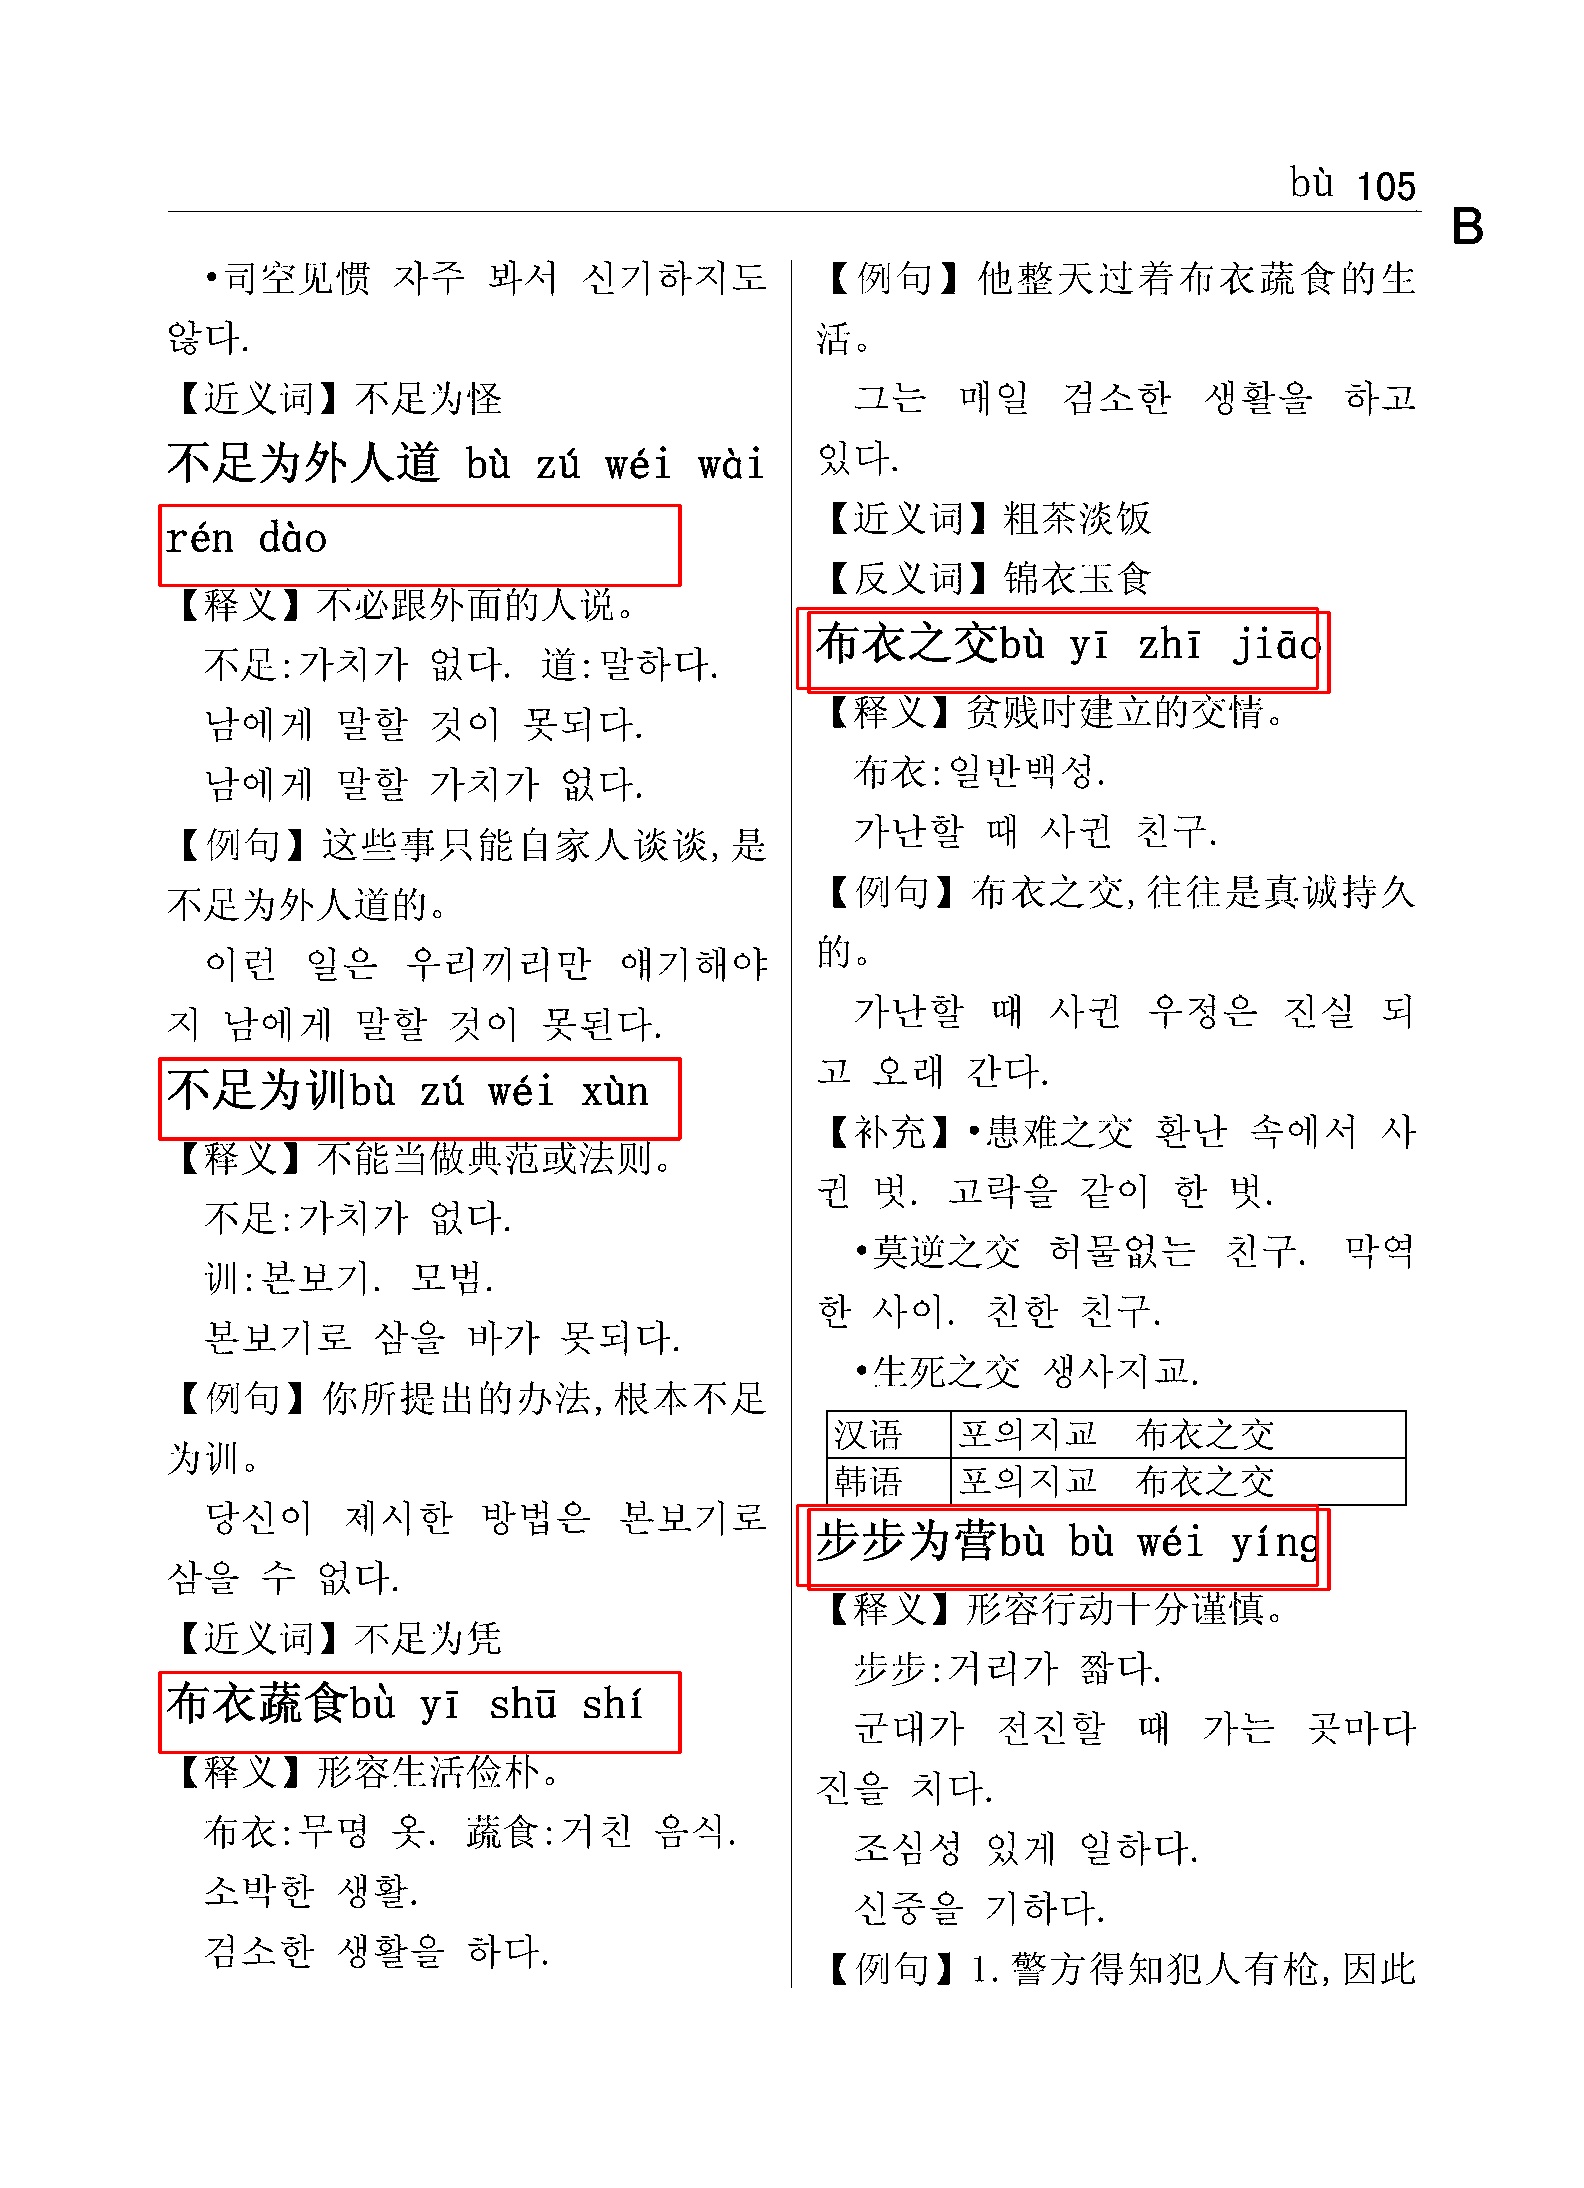 bù 105
B
•司空见惯 자주 봐서 신기하지도
않다.
【近义词】不足为怪
不足为外人道 bù zú wéi wài
rén dào
【释义】不必跟外面的人说。
不足:가치가 없다. 道:말하다.
남에게 말할 것이 못되다.
남에게 말할 가치가 없다.
【例句】这些事只能自家人谈谈,是
不足为外人道的。
이런 일은 우리끼리만 얘기해야
지 남에게 말할 것이 못된다.
不足为训bù zú wéi xùn
【释义】不能当做典范或法则。
不足:가치가 없다.
训:본보기. 모범.
본보기로 삼을 바가 못되다.
【例句】你所提出的办法,根本不足
为训。
당신이 제시한 방법은 본보기로
삼을 수 없다.
【近义词】不足为凭
布衣蔬食bù yī shū shí
【释义】形容生活俭朴。
布衣:무명 옷. 蔬食:거친 음식.
소박한 생활.
검소한 생활을 하다.
【例句】他整天过着布衣蔬食的生
活。
그는 매일 검소한 생활을 하고
있다.
【近义词】粗茶淡饭
【反义词】锦衣玉食
布衣之交bù yī zhī jiāo
【释义】贫贱时建立的交情。
布衣:일반백성.
가난할 때 사귄 친구.
【例句】布衣之交,往往是真诚持久
的。
가난할 때 사귄 우정은 진실 되
고 오래 간다.
【补充】•患难之交 환난 속에서 사
귄 벗. 고락을 같이 한 벗.
•莫逆之交 허물없는 친구. 막역
한 사이. 친한 친구.
•生死之交 생사지교.
汉语 포의지교 布衣之交
韩语 포의지교 布衣之交
步步为营bù bù wéi yíng
【释义】形容行动十分谨慎。
步步:거리가 짧다.
군대가 전진할 때 가는 곳마다
진을 치다.
조심성 있게 일하다.
신중을 기하다.
【例句】1.警方得知犯人有枪,因此